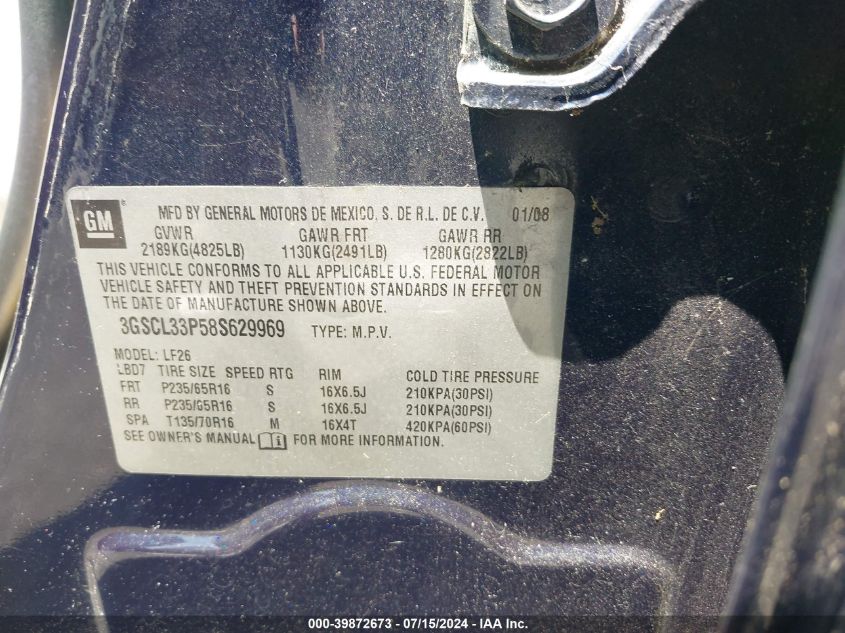 GM
MFD BY GENERAL MOTORS DE MEXICO, S. DE R.L. DE C.V. 01/08
GVWR GAWR FRT GAWR RR
2189KG(4825LB) 1130KG(2491LB) 1280KG(2822LB)
THIS VEHICLE CONFORMS TO ALL APPLICABLE U.S. FEDERAL MOTOR
VEHICLE SAFETY AND THEFT PREVENTION STANDARDS IN EFFECT ON
THE DATE OF MANUFACTURE SHOWN ABOVE.
3GSCL33P58S629969 TYPE: M.P.V.
MODEL: LF26
LBD7 TIRE SIZE SPEED RTG RIM COLD TIRE PRESSURE
FRT P235/65R16 S 16X6.5J 210KPA(30PSI)
RR P235/65R16 S 16X6.5J 210KPA(30PSI)
SPA T135/70R16 M 16X4T 420KPA(60PSI)
SEE OWNER'S MANUAL FOR MORE INFORMATION.
000-39872673 - 07/15/2024 - IAA Inc.